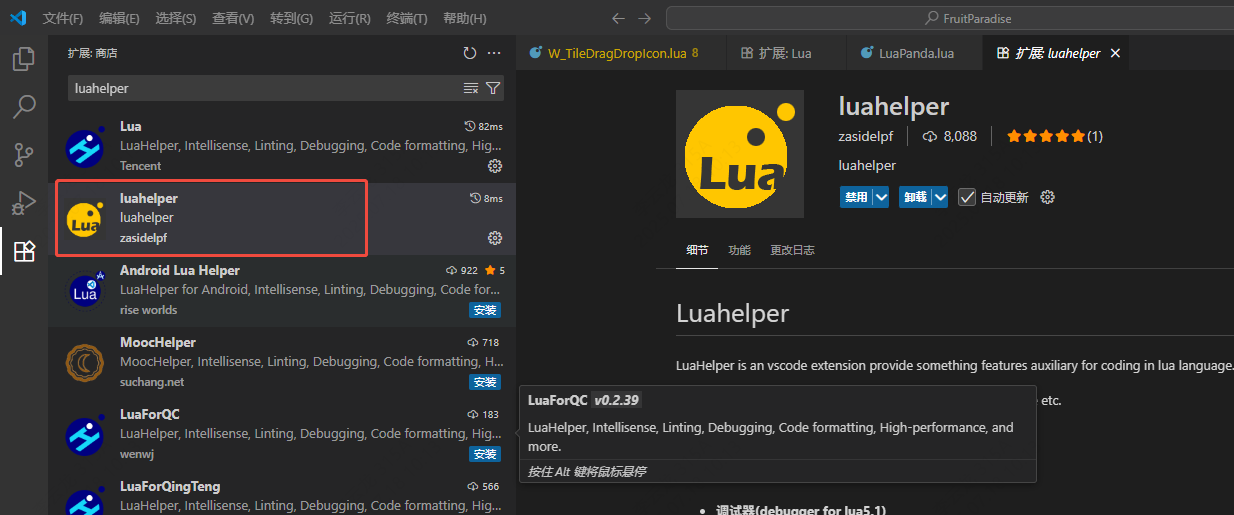 文件(F) 编辑(E) 选择(S) 查看(V) 转到(G) 运行(R) 终端(T) 帮助(H) FruitParadise
扩展: 商店
luahelper
Lua 82ms
LuaHelper, Intellisense, Linting, Debugging, Code formatting, Hig...
Tencent
luahelper 8ms
luahelper
zasidelpf
Android Lua Helper 922 5
LuaHelper for Android, Intellisense, Linting, Debugging, Code for...
rise worlds 安装
MoocHelper 718
MoocHelper, Intellisense, Linting, Debugging, Code formatting, H...
suchang.net 安装
LuaForQC 183
LuaHelper, Intellisense, Linting, Debugging, Code formatting, Hig...
wenwj 安装
LuaForQingTeng 566
LuaHelper, Intellisense, Linting, Debugging, Code formatting, Hig...
W_TileDragDropIcon.lua 8 扩展: Lua LuaPanda.lua 扩展: luahelper
Lua
luahelper
zasidelpf 8,088 (1)
luahelper
禁用 卸载 自动更新
细节 功能 更改日志
Luahelper
LuaHelper is an vscode extension provide something features auxiliary for coding in lua language.
etc.
LuaForQC v0.2.39
LuaHelper, Intellisense, Linting, Debugging, Code formatting, High-performance, and
more.
按住 Alt 键将鼠标悬停
• 调试器(debugger for lua5.1)